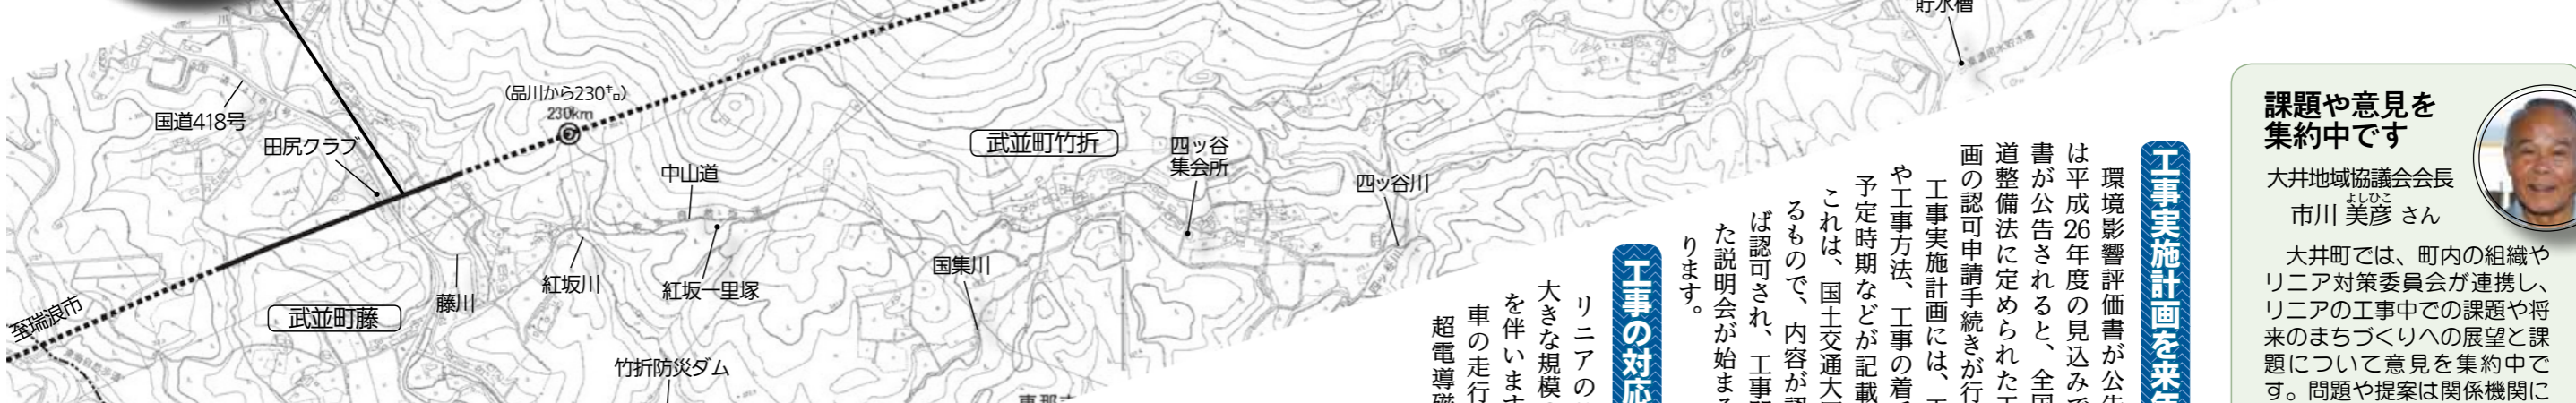 貯水槽
国道418号
田尻クラブ
(品川から230㌔)
230km
中山道
武並町竹折
四ッ谷
集会所
四ッ谷川
至瑞浪市
武並町藤
藤川
紅坂川
紅坂一里塚
国集川
竹折防災ダム
工事実施計画を来年
環境影響評価書が公告
は平成26年度の見込みで
書が公告されると、全国
道整備法に定められた工
画の認可申請手続きが行
工事実施計画には、工
や工事方法、工事の着手
予定時期などが記載
これは、国土交通大臣
るもので、内容が認
ば認可され、工事
た説明会が始まる
ります。
工事の対応
リニアの
大きな規模
を伴います
車の走行
超電導磁
課題や意見を
集約中です
大井地域協議会会長
市川 美彦 さん
よしひこ
大井町では、町内の組織や
リニア対策委員会が連携し、
リニアの工事中での課題や将
来のまちづくりへの展望と課
題について意見を集約中で
す。問題や提案は関係機関に